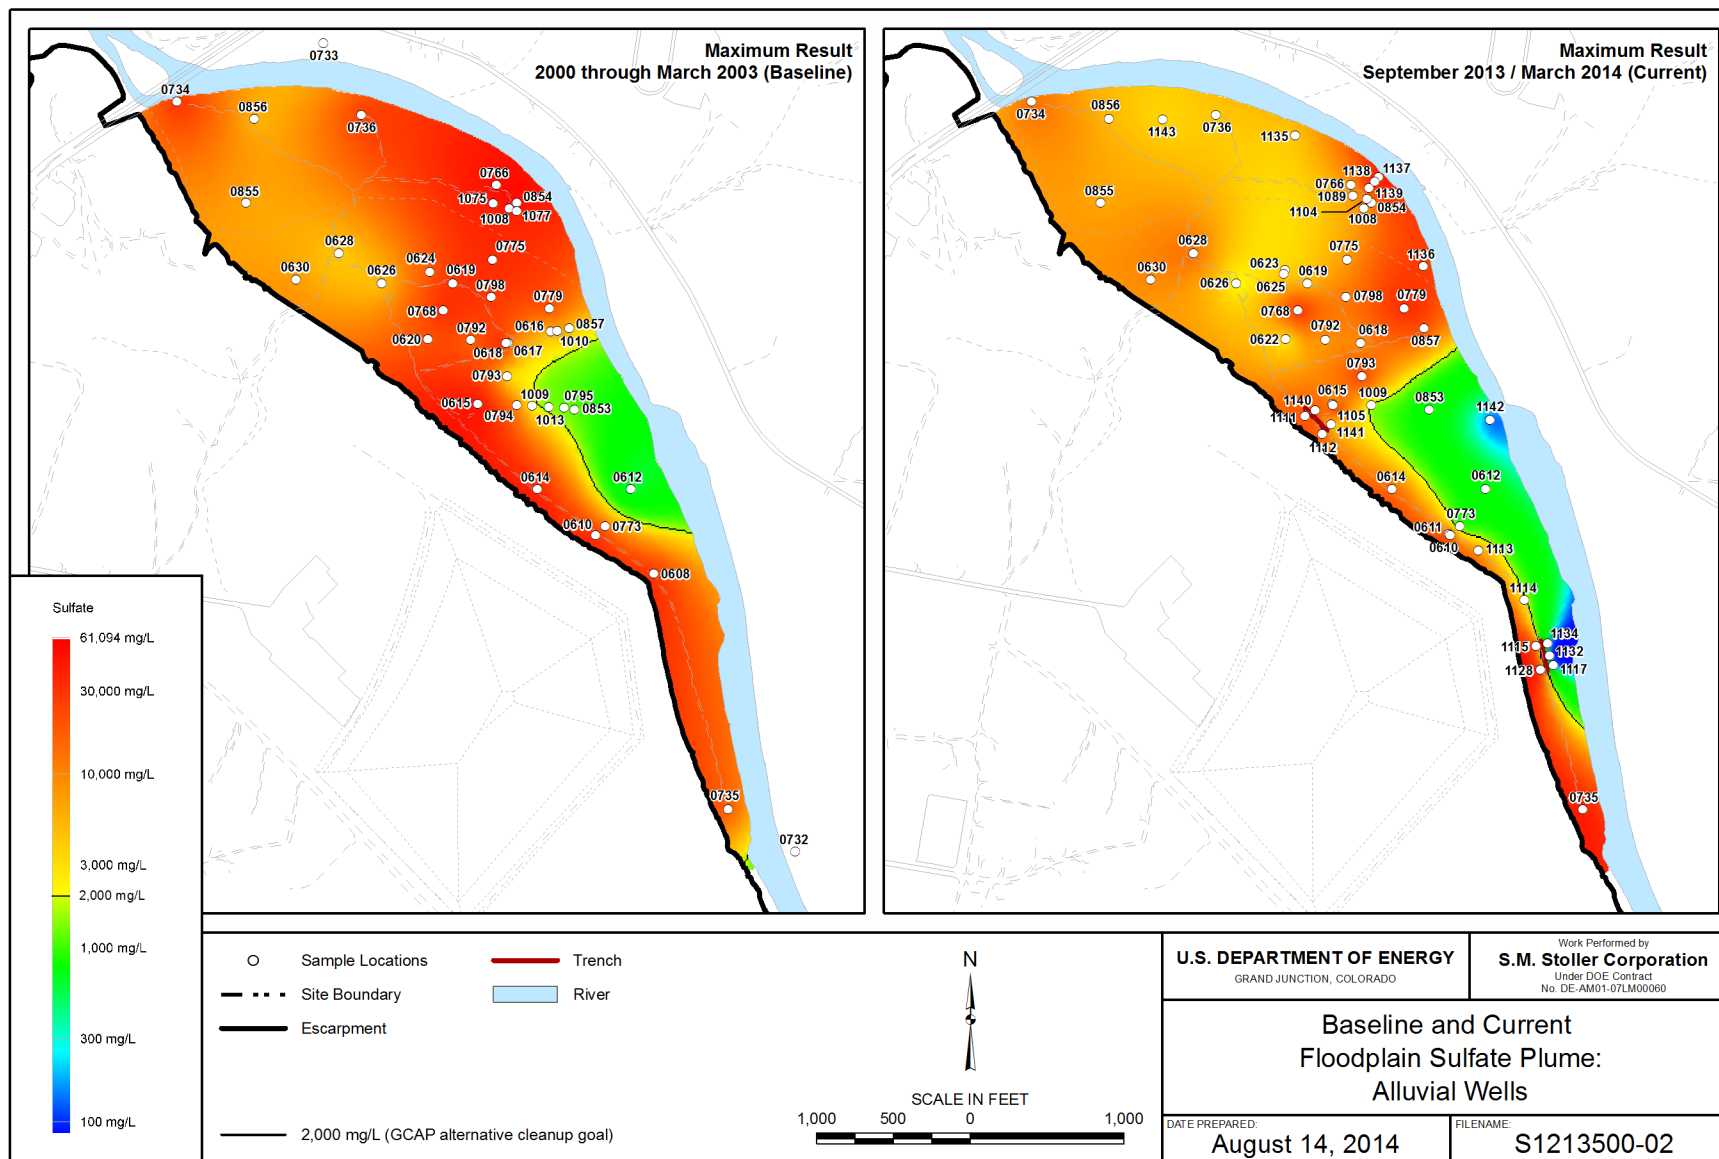 Maximum Result
2000 through March 2003 (Baseline)
0733
0734
0856
0736
0766
0855
1075
0854
1008
1077
0628
0775
0624
0630
0626
0619
0798
0779
0768
0616
0857
0792
1010
0620
0618
0617
0793
0615
1009
0795
0794
0853
1013
0614
0612
0610
0773
0608
0735
0732
Maximum Result
September 2013 / March 2014 (Current)
0734
0856
1143
0736
1135
1138
1137
0766
1089
1139
0855
1104
0854
1008
0628
0775
1136
0623
0630
0626
0625
0619
0798
0779
0768
0792
0618
0622
0857
0793
0615
1009
1140
0853
1142
1111
1105
1141
1112
0614
0612
0773
0611
0610
1113
1114
1134
1115
1132
1128
1117
0735
Sulfate
61,094 mg/L
30,000 mg/L
10,000 mg/L
3,000 mg/L
2,000 mg/L
1,000 mg/L
300 mg/L
100 mg/L
Sample Locations
Trench
Site Boundary
River
Escarpment
2,000 mg/L (GCAP alternative cleanup goal)
N
SCALE IN FEET
1,000 500 0 1,000
U.S. DEPARTMENT OF ENERGY
GRAND JUNCTION, COLORADO
Work Performed by
S.M. Stoller Corporation
Under DOE Contract
No. DE-AM01-07LM00060
Baseline and Current
Floodplain Sulfate Plume:
Alluvial Wells
DATE PREPARED:
August 14, 2014
FILENAME:
S1213500-02